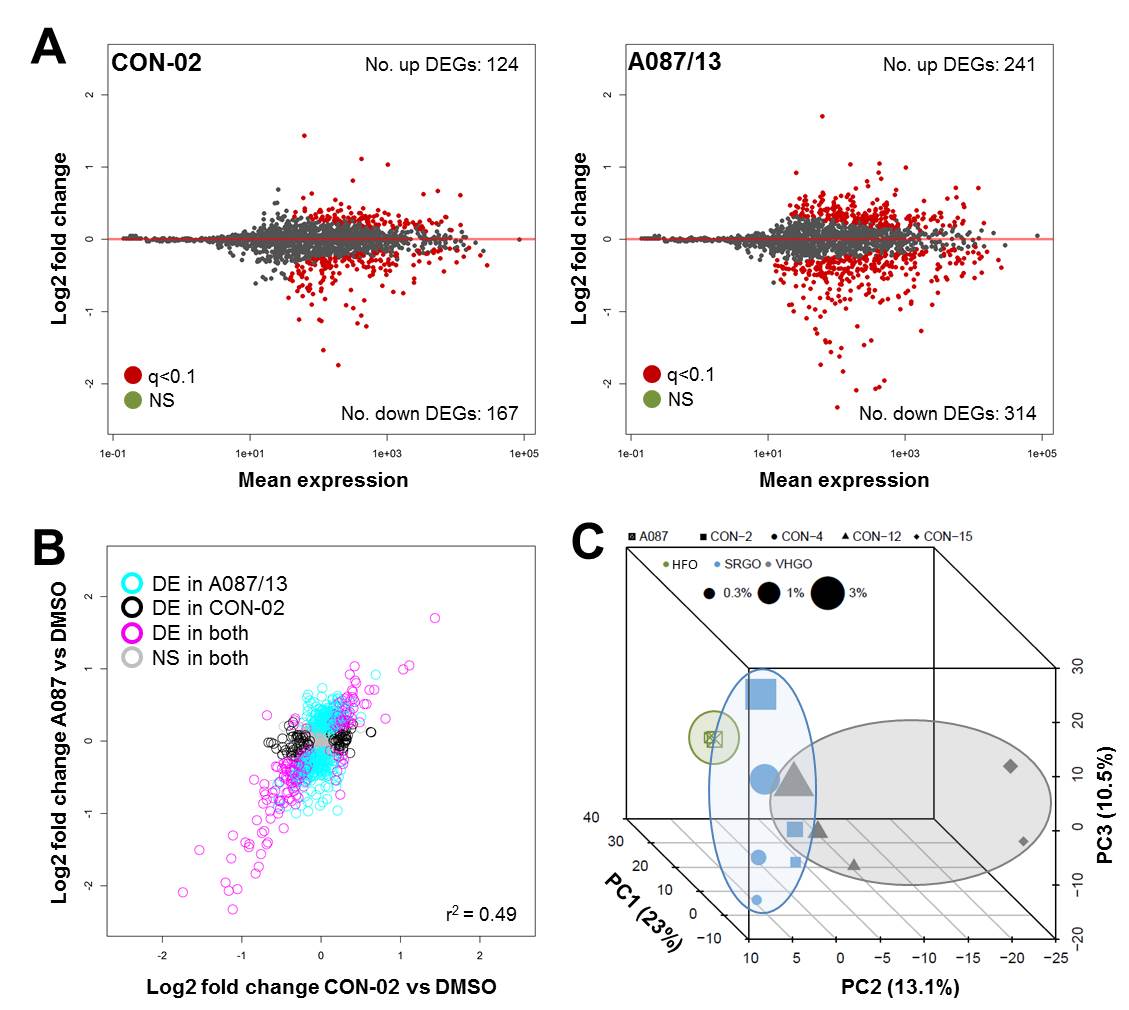 A
CON-02
No. up DEGs: 124
2
1
0
-1
-2
Log2 fold change
q<0.1
NS
No. down DEGs: 167
1e-01
1e+01
1e+03
1e+05
Mean expression
A087/13
No. up DEGs: 241
2
1
0
-1
-2
Log2 fold change
q<0.1
NS
No. down DEGs: 314
1e-01
1e+01
1e+03
1e+05
Mean expression
B
DE in A087/13
DE in CON-02
DE in both
NS in both
2
1
0
-1
-2
Log2 fold change A087 vs DMSO
r2 = 0.49
-2
-1
0
1
2
Log2 fold change CON-02 vs DMSO
C
A087 CON−2 CON−4 CON−12 CON−15
HFO SRGO VHGO
0.3% 1% 3%
40
30
20
10
0
−10
PC1 (23%)
30
20
10
0
−10
−20
PC3 (10.5%)
10
5
0
−5
−10
−15
−20
−25
PC2 (13.1%)